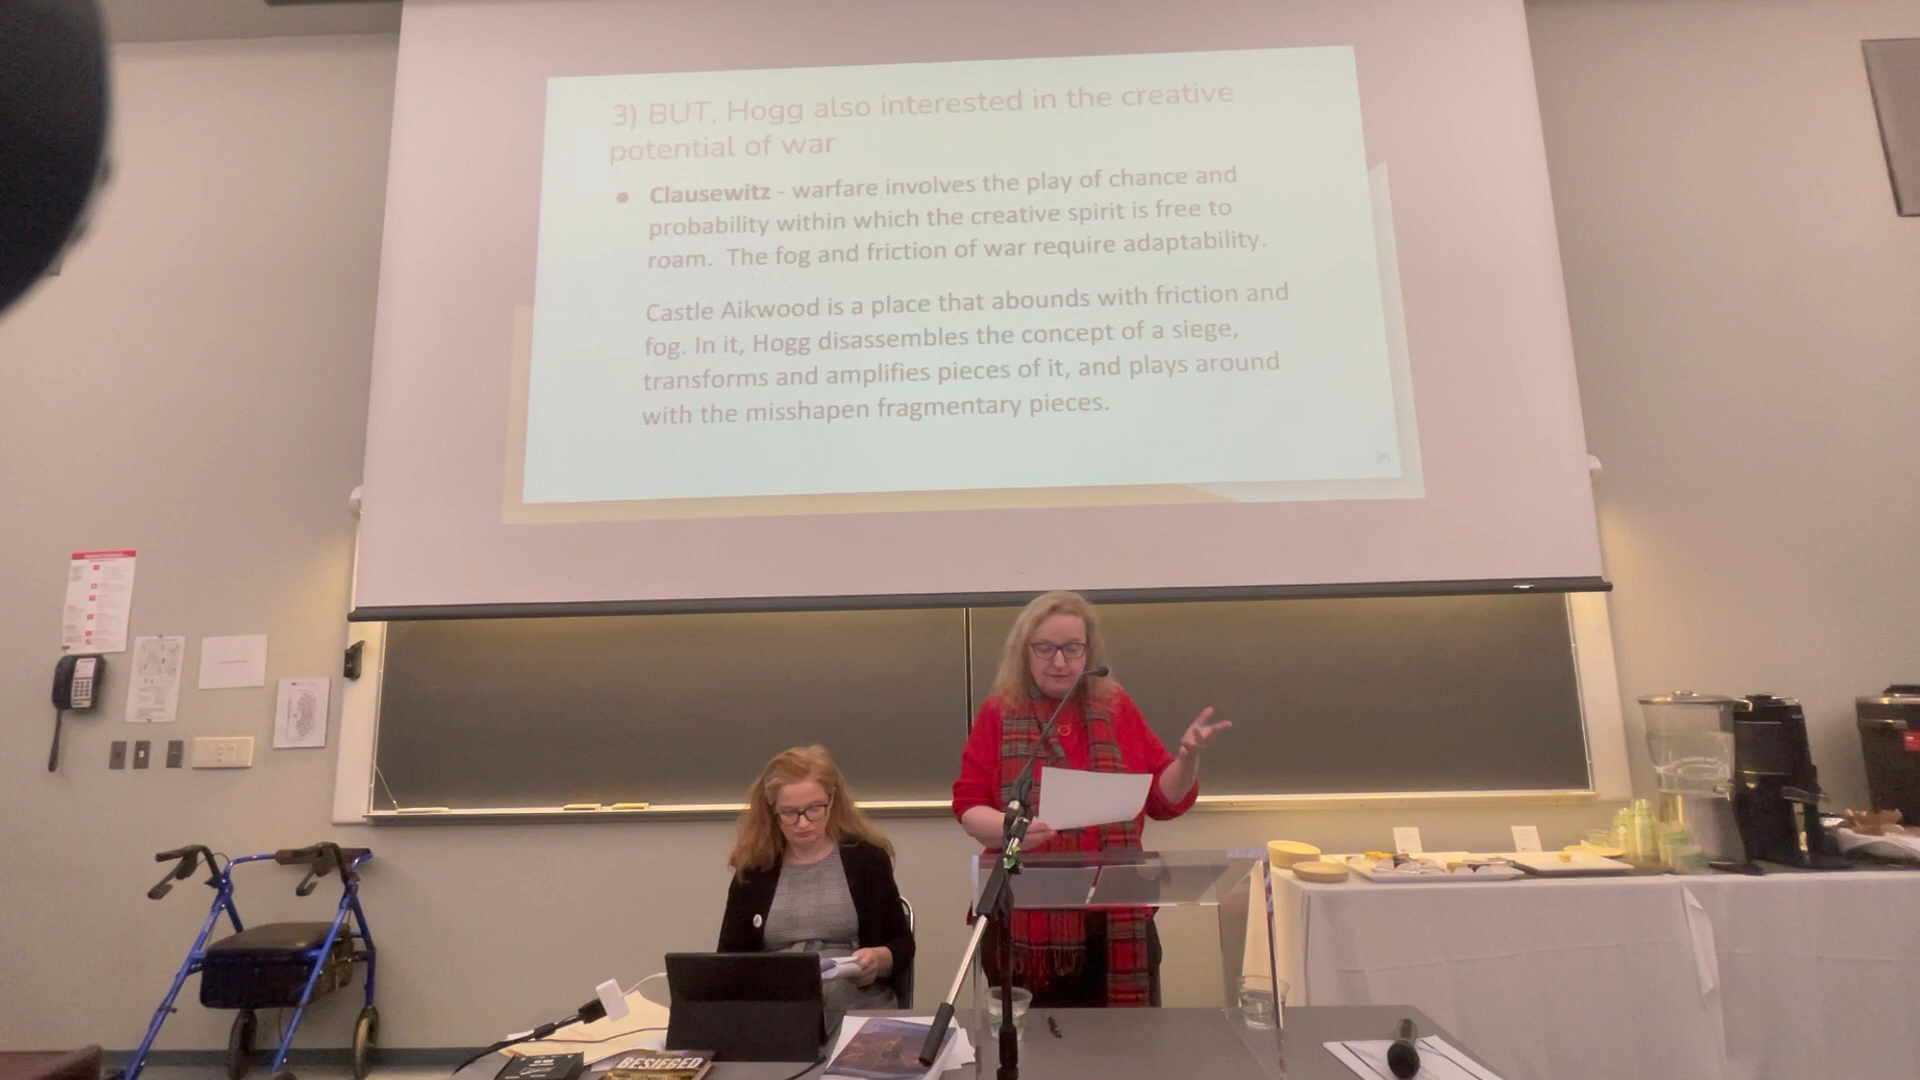 3) BUT, Hogg also interested in the creative
potential of war
● Clausewitz - warfare involves the play of chance and
probability within which the creative spirit is free to
roam. The fog and friction of war require adaptability.
Castle Aikwood is a place that abounds with friction and
fog. In it, Hogg disassembles the concept of a siege,
transforms and amplifies pieces of it, and plays around
with the misshapen fragmentary pieces.
BESIEGED